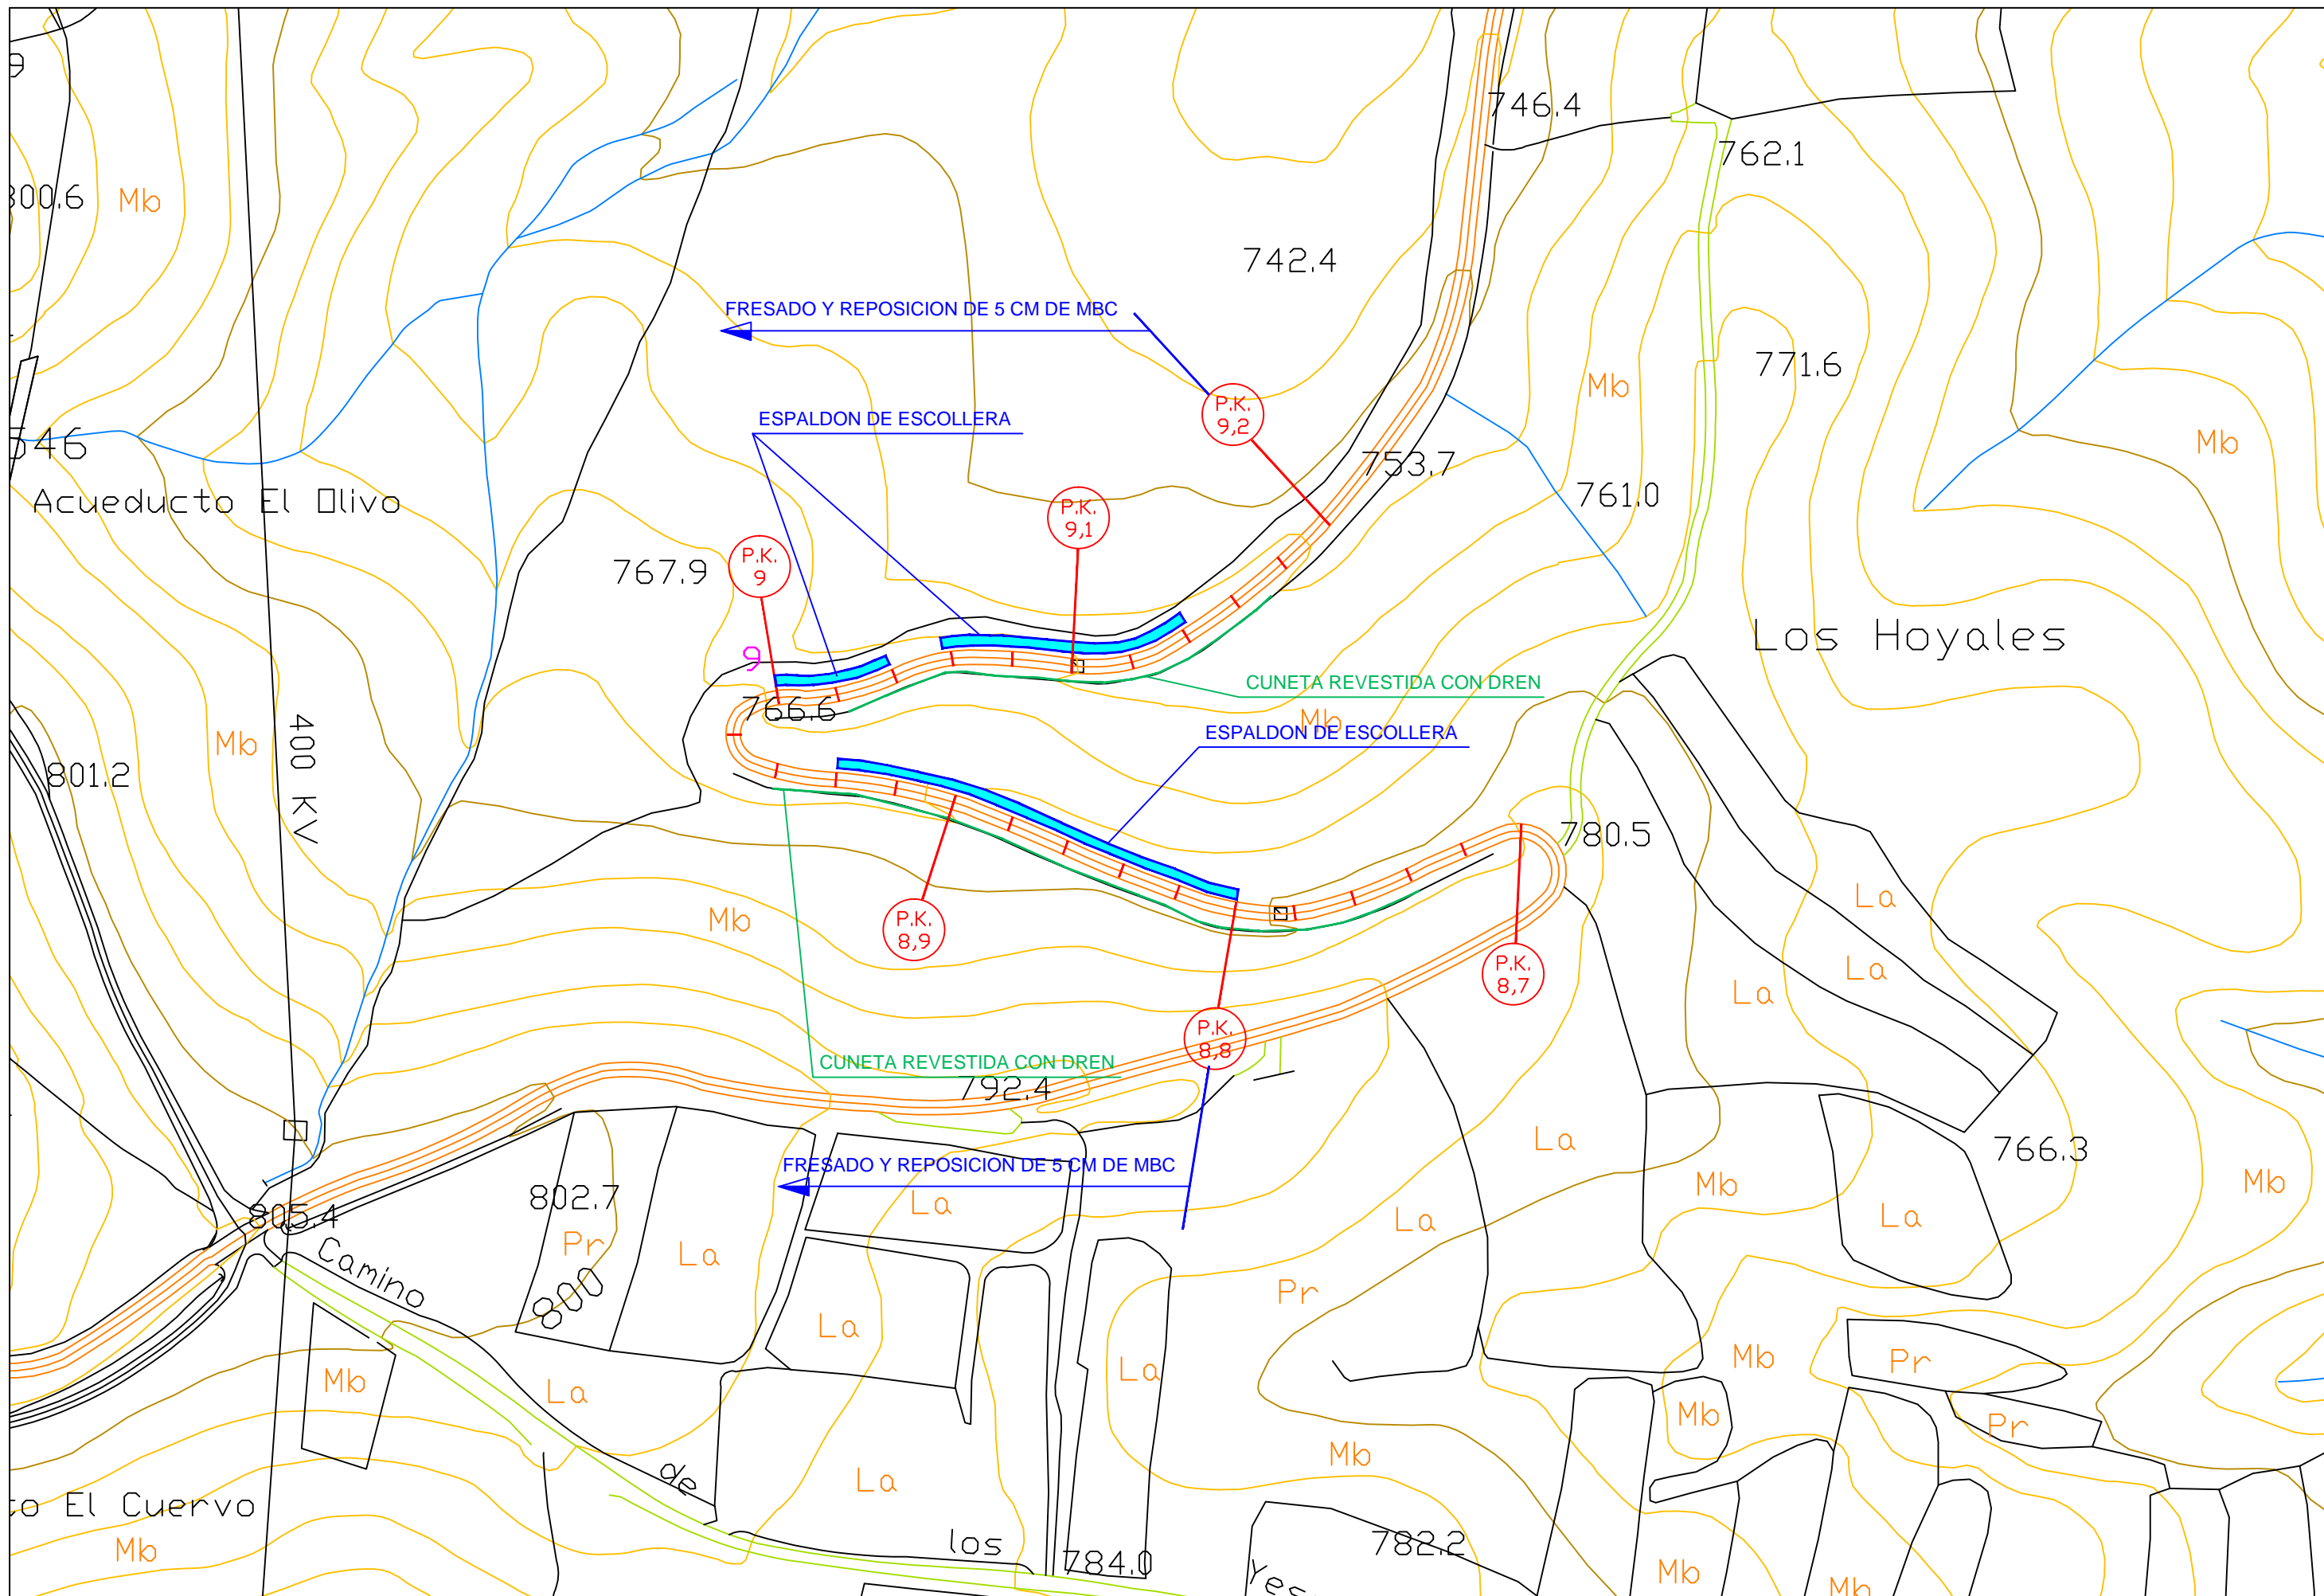 746.4
762.1
Mb
742.4
FRESADO Y REPOSICION DE 5 CM DE MBC
771.6
Mb
P.K.
9,2
ESPALDON DE ESCOLLERA
Mb
546
753.7
761.0
Acueducto El Olivo
P.K.
9,1
P.K.
9
767.9
Los Hoyales
9
CUNETA REVESTIDA CON DREN
766.6
Mb
ESPALDON DE ESCOLLERA
Mb
400 KV
801.2
780.5
La
Mb
P.K.
8,9
P.K.
8,7
La
La
P.K.
8,8
CUNETA REVESTIDA CON DREN
792.4
La
766.3
FRESADO Y REPOSICION DE 5 CM DE MBC
Mb
Mb
802.7
La
805.4
La
La
Pr
La
Camino
800
Pr
La
Mb
Pr
La
Mb
La
Mb
Pr
Mb
La
de
to El Cuervo
los
782.2
Mb
784.0
Mb
Mb